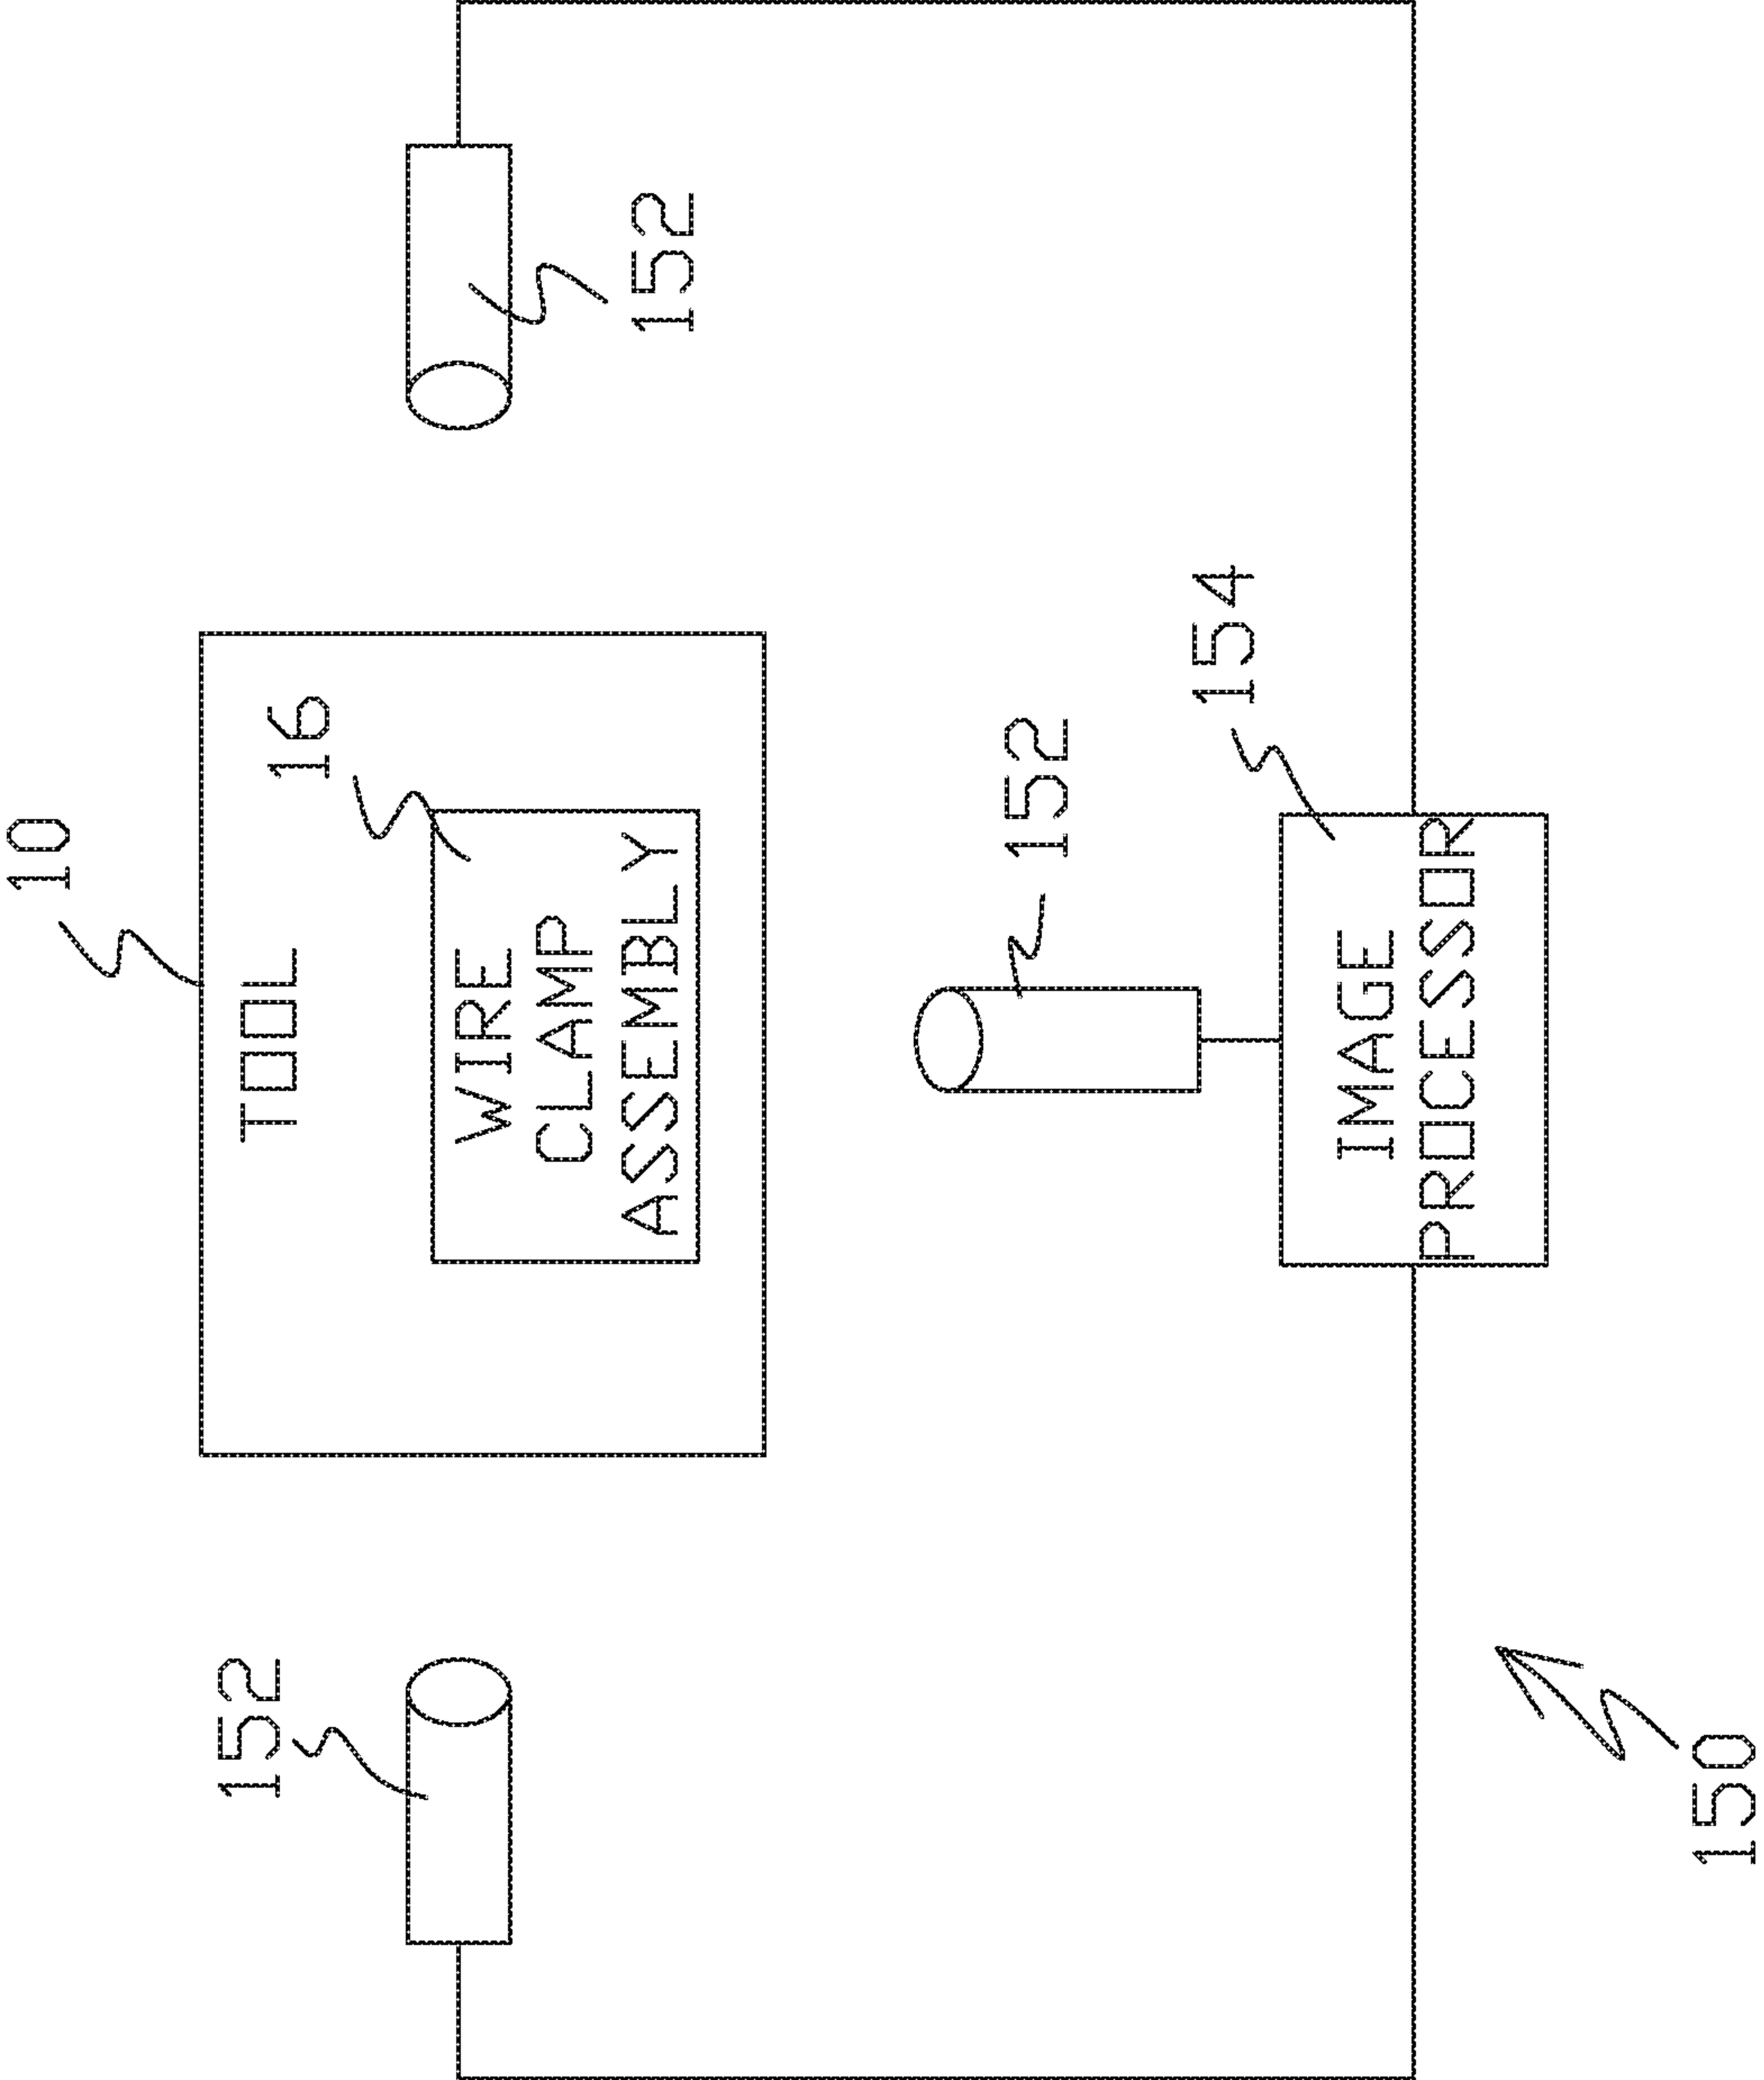 10
152
TOOL
16
WIRE
CLAMP
ASSEMBLY
152
152
154
IMAGE
PROCESSOR
150